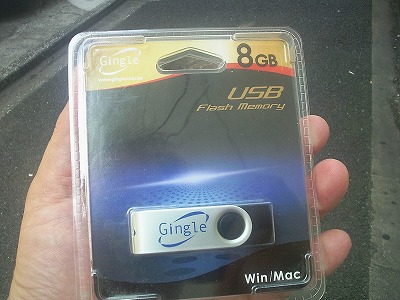 Gingle
8GB
USB
Flash Memory
Gingle
Win/Mac